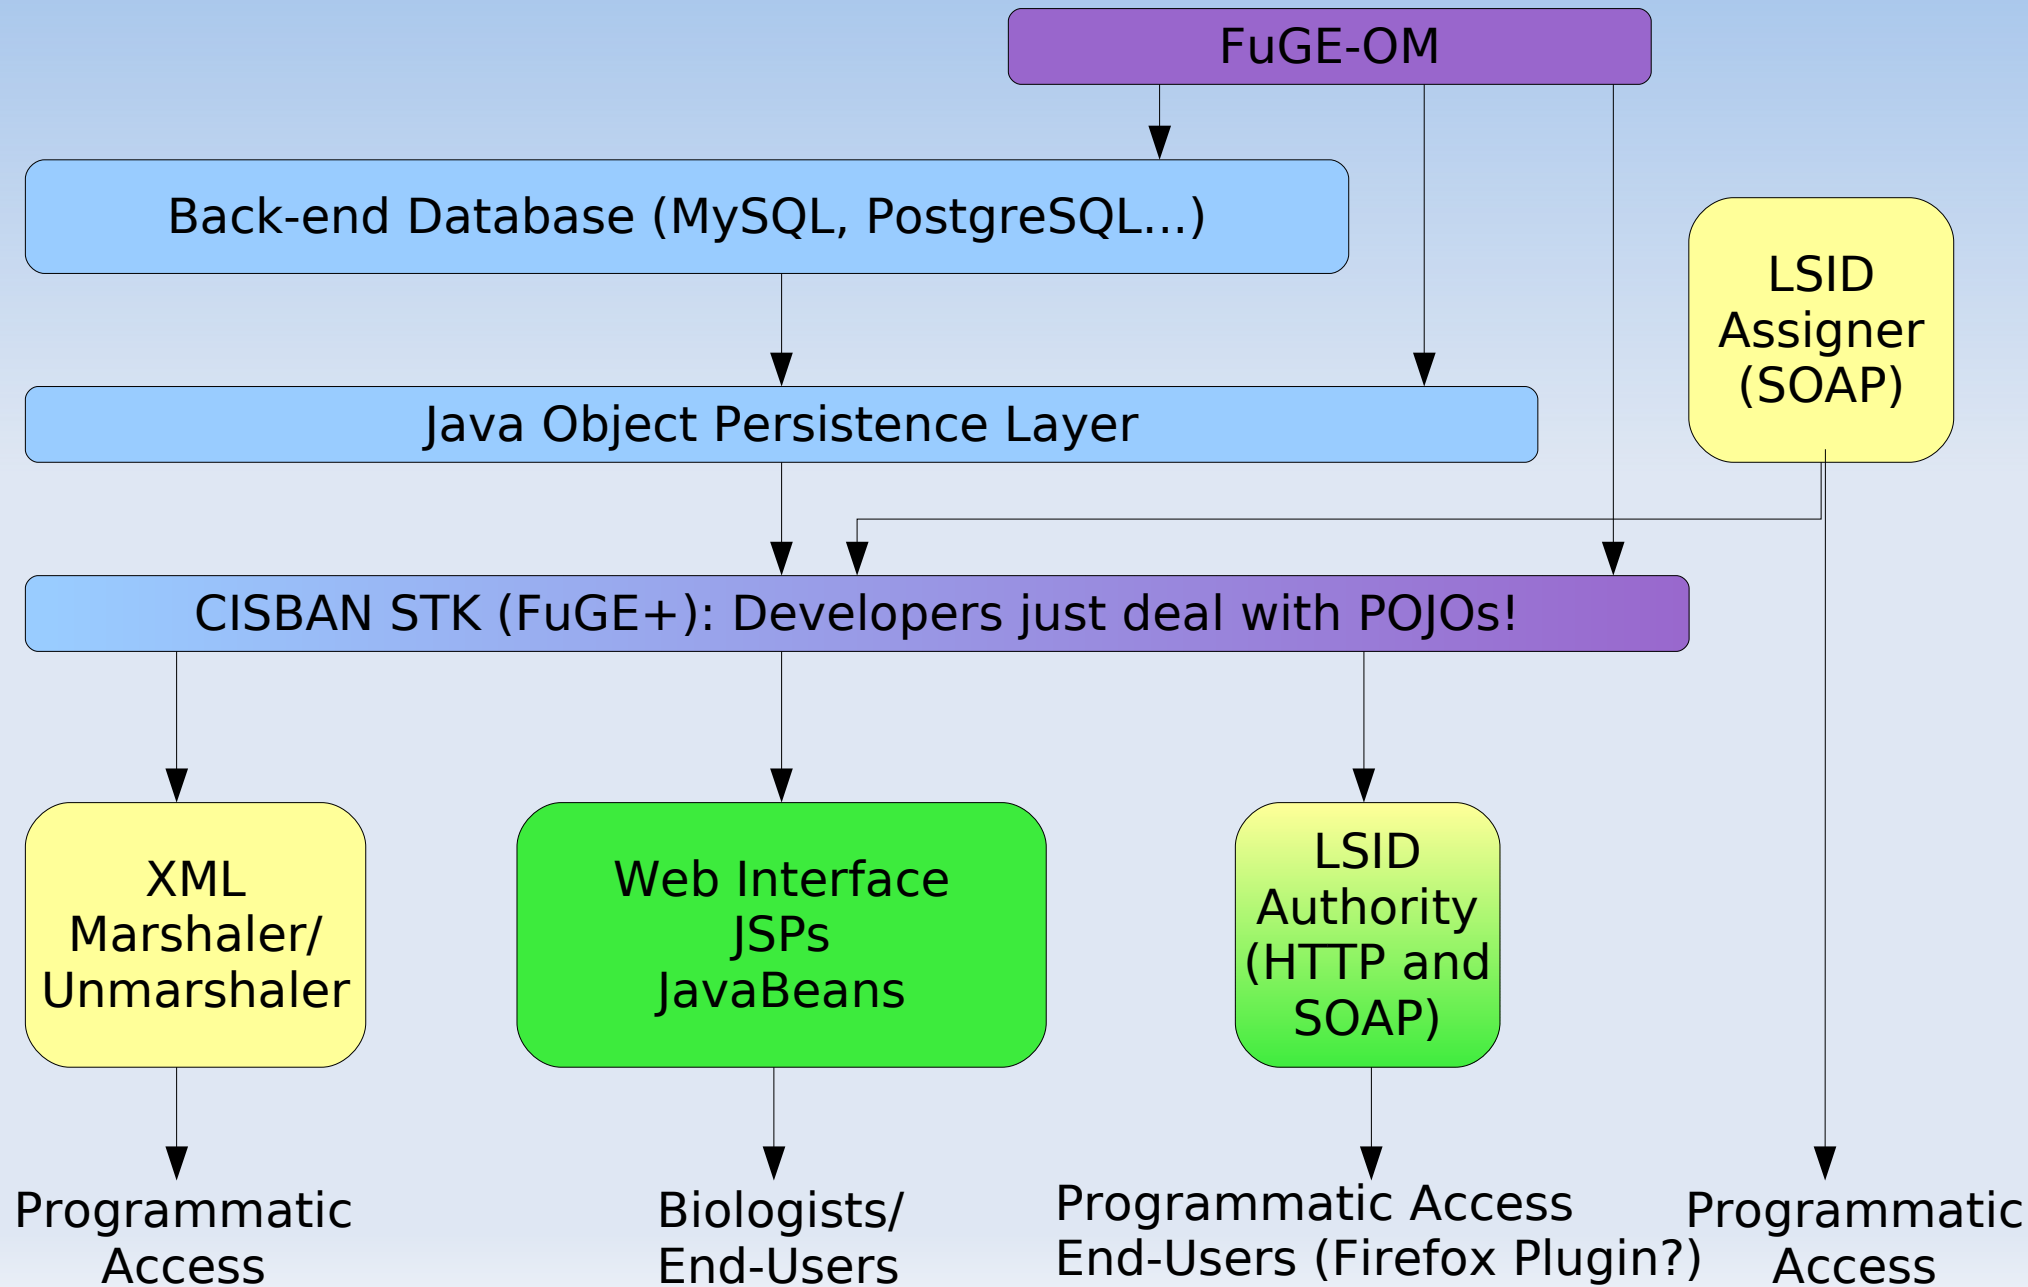 FuGE-OM
Back-end Database (MySQL, PostgreSQL...)
LSID
Assigner
(SOAP)
Java Object Persistence Layer
CISBAN STK (FuGE+): Developers just deal with POJOs!
XML
Marshaler/
Unmarshaler
Web Interface
JSPs
JavaBeans
LSID
Authority
(HTTP and
SOAP)
Programmatic
Access
Biologists/
End-Users
Programmatic Access
End-Users (Firefox Plugin?)
Programmatic
Access